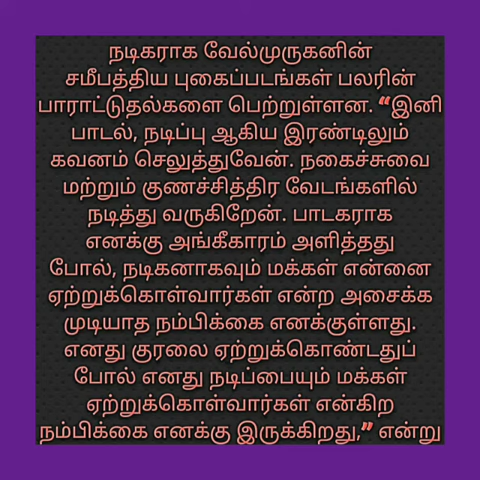 நடிகராக வேல்முருகனின்
சமீபத்திய புகைப்படங்கள் பலரின்
பாராட்டுதல்களை பெற்றுள்ளன. “இனி
பாடல், நடிப்பு ஆகிய இரண்டிலும்
கவனம் செலுத்துவேன். நகைச்சுவை
மற்றும் குணச்சித்திர வேடங்களில்
நடித்து வருகிறேன். பாடகராக
எனக்கு அங்கீகாரம் அளித்தது
போல், நடிகனாகவும் மக்கள் என்னை
ஏற்றுக்கொள்வார்கள் என்ற அசைக்க
முடியாத நம்பிக்கை எனக்குள்ளது.
எனது குரலை ஏற்றுக்கொண்டதுப்
போல் எனது நடிப்பையும் மக்கள்
ஏற்றுக்கொள்வார்கள் என்கிற
நம்பிக்கை எனக்கு இருக்கிறது,” என்று